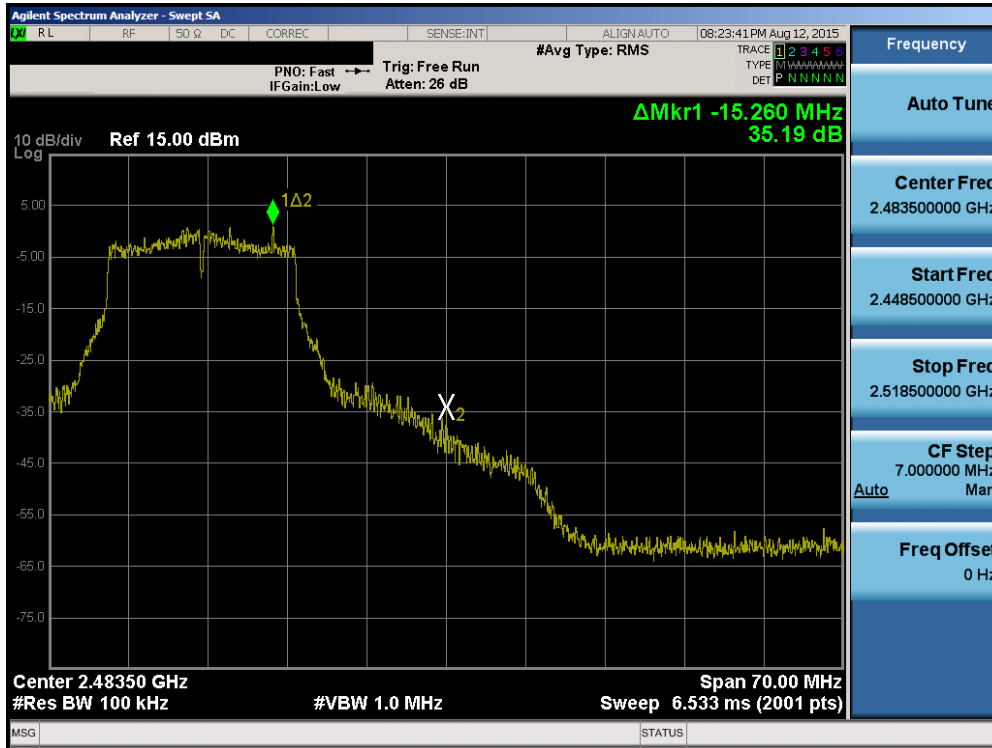 Agilent Spectrum Analyzer - Swept SA
LXI RL RF 50 Ω DC CORREC SENSE:INT ALIGN AUTO 08:23:41 PM Aug 12, 2015
#Avg Type: RMS
TRACE 1 2 3 4 5 6
TYPE M WWWWW
DET P N N N N N
PNO: Fast
IFGain:Low
Trig: Free Run
Atten: 26 dB
ΔMkr1 -15.260 MHz
35.19 dB
10 dB/div Ref 15.00 dBm
Log
1Δ2
5.00
-5.00
-15.0
-25.0
-35.0
X2
-45.0
-55.0
-65.0
-75.0
Center 2.48350 GHz Span 70.00 MHz
#Res BW 100 kHz #VBW 1.0 MHz Sweep 6.533 ms (2001 pts)
MSG STATUS
Frequency
Auto Tune
Center Freq
2.483500000 GHz
Start Freq
2.448500000 GHz
Stop Freq
2.518500000 GHz
CF Step
7.000000 MHz
Auto Man
Freq Offset
0 Hz